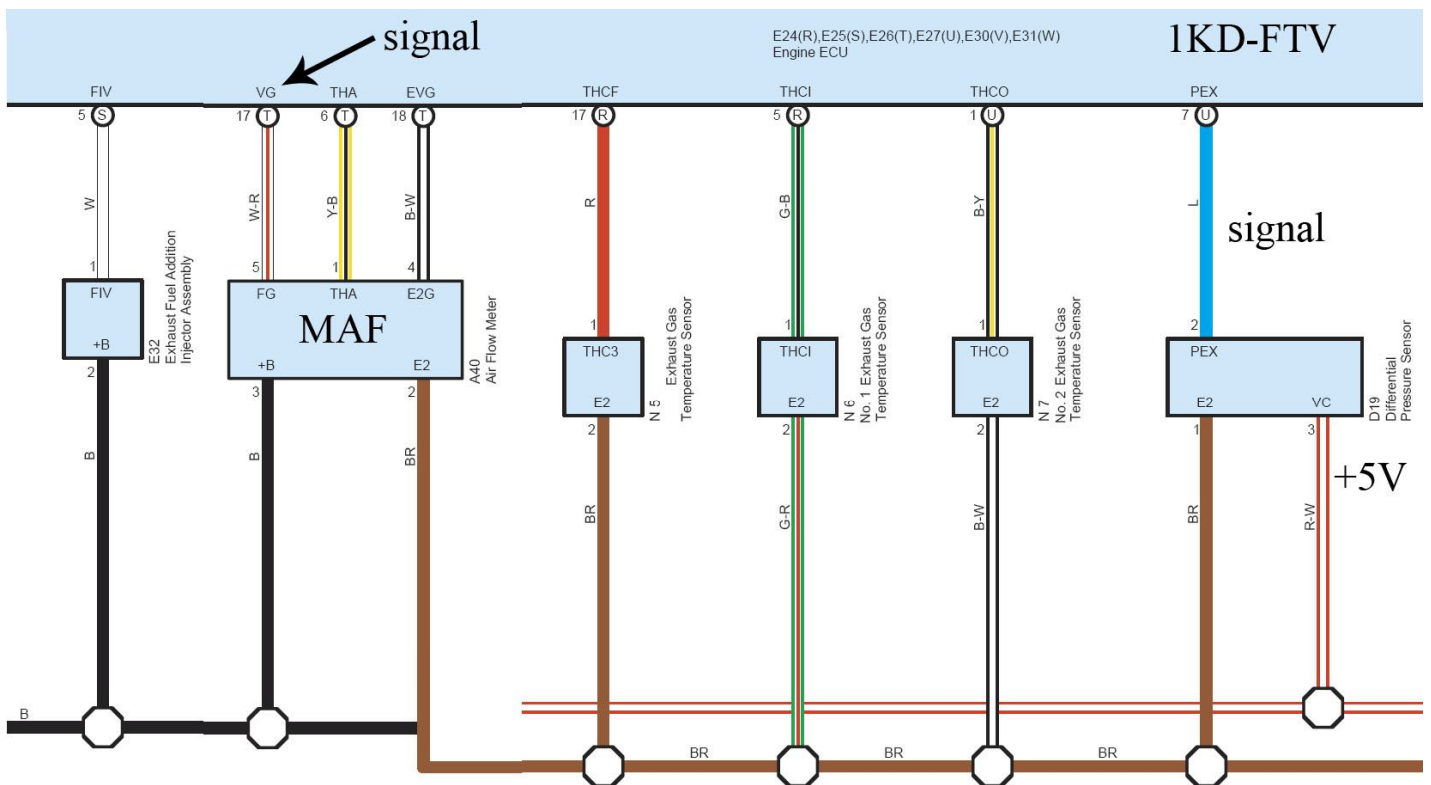 signal
E24(R),E25(S),E26(T),E27(U),E30(V),E31(W)
Engine ECU
1KD-FTV
FIV
VG
THA
EVG
THCF
THCI
THCO
PEX
5 S
17 T
6 T
18 T
17 R
5 R
1 U
7 U
W
W-R
Y-B
B-W
R
G-B
B-Y
L
signal
1
5
1
4
1
1
1
2
FIV
+B
E32
Exhaust Fuel Addition
Injector Assembly
FG
THA
E2G
MAF
+B
E2
A40
Air Flow Meter
THC3
E2
N 5
Exhaust Gas
Temperature Sensor
THCI
E2
N 6
No. 1 Exhaust Gas
Temperature Sensor
THCO
E2
N 7
No. 2 Exhaust Gas
Temperature Sensor
PEX
E2
VC
D19
Differential
Pressure Sensor
2
3
2
2
2
2
1
3
+5V
B
B
BR
BR
G-R
B-W
BR
R-W
B
BR
BR
BR